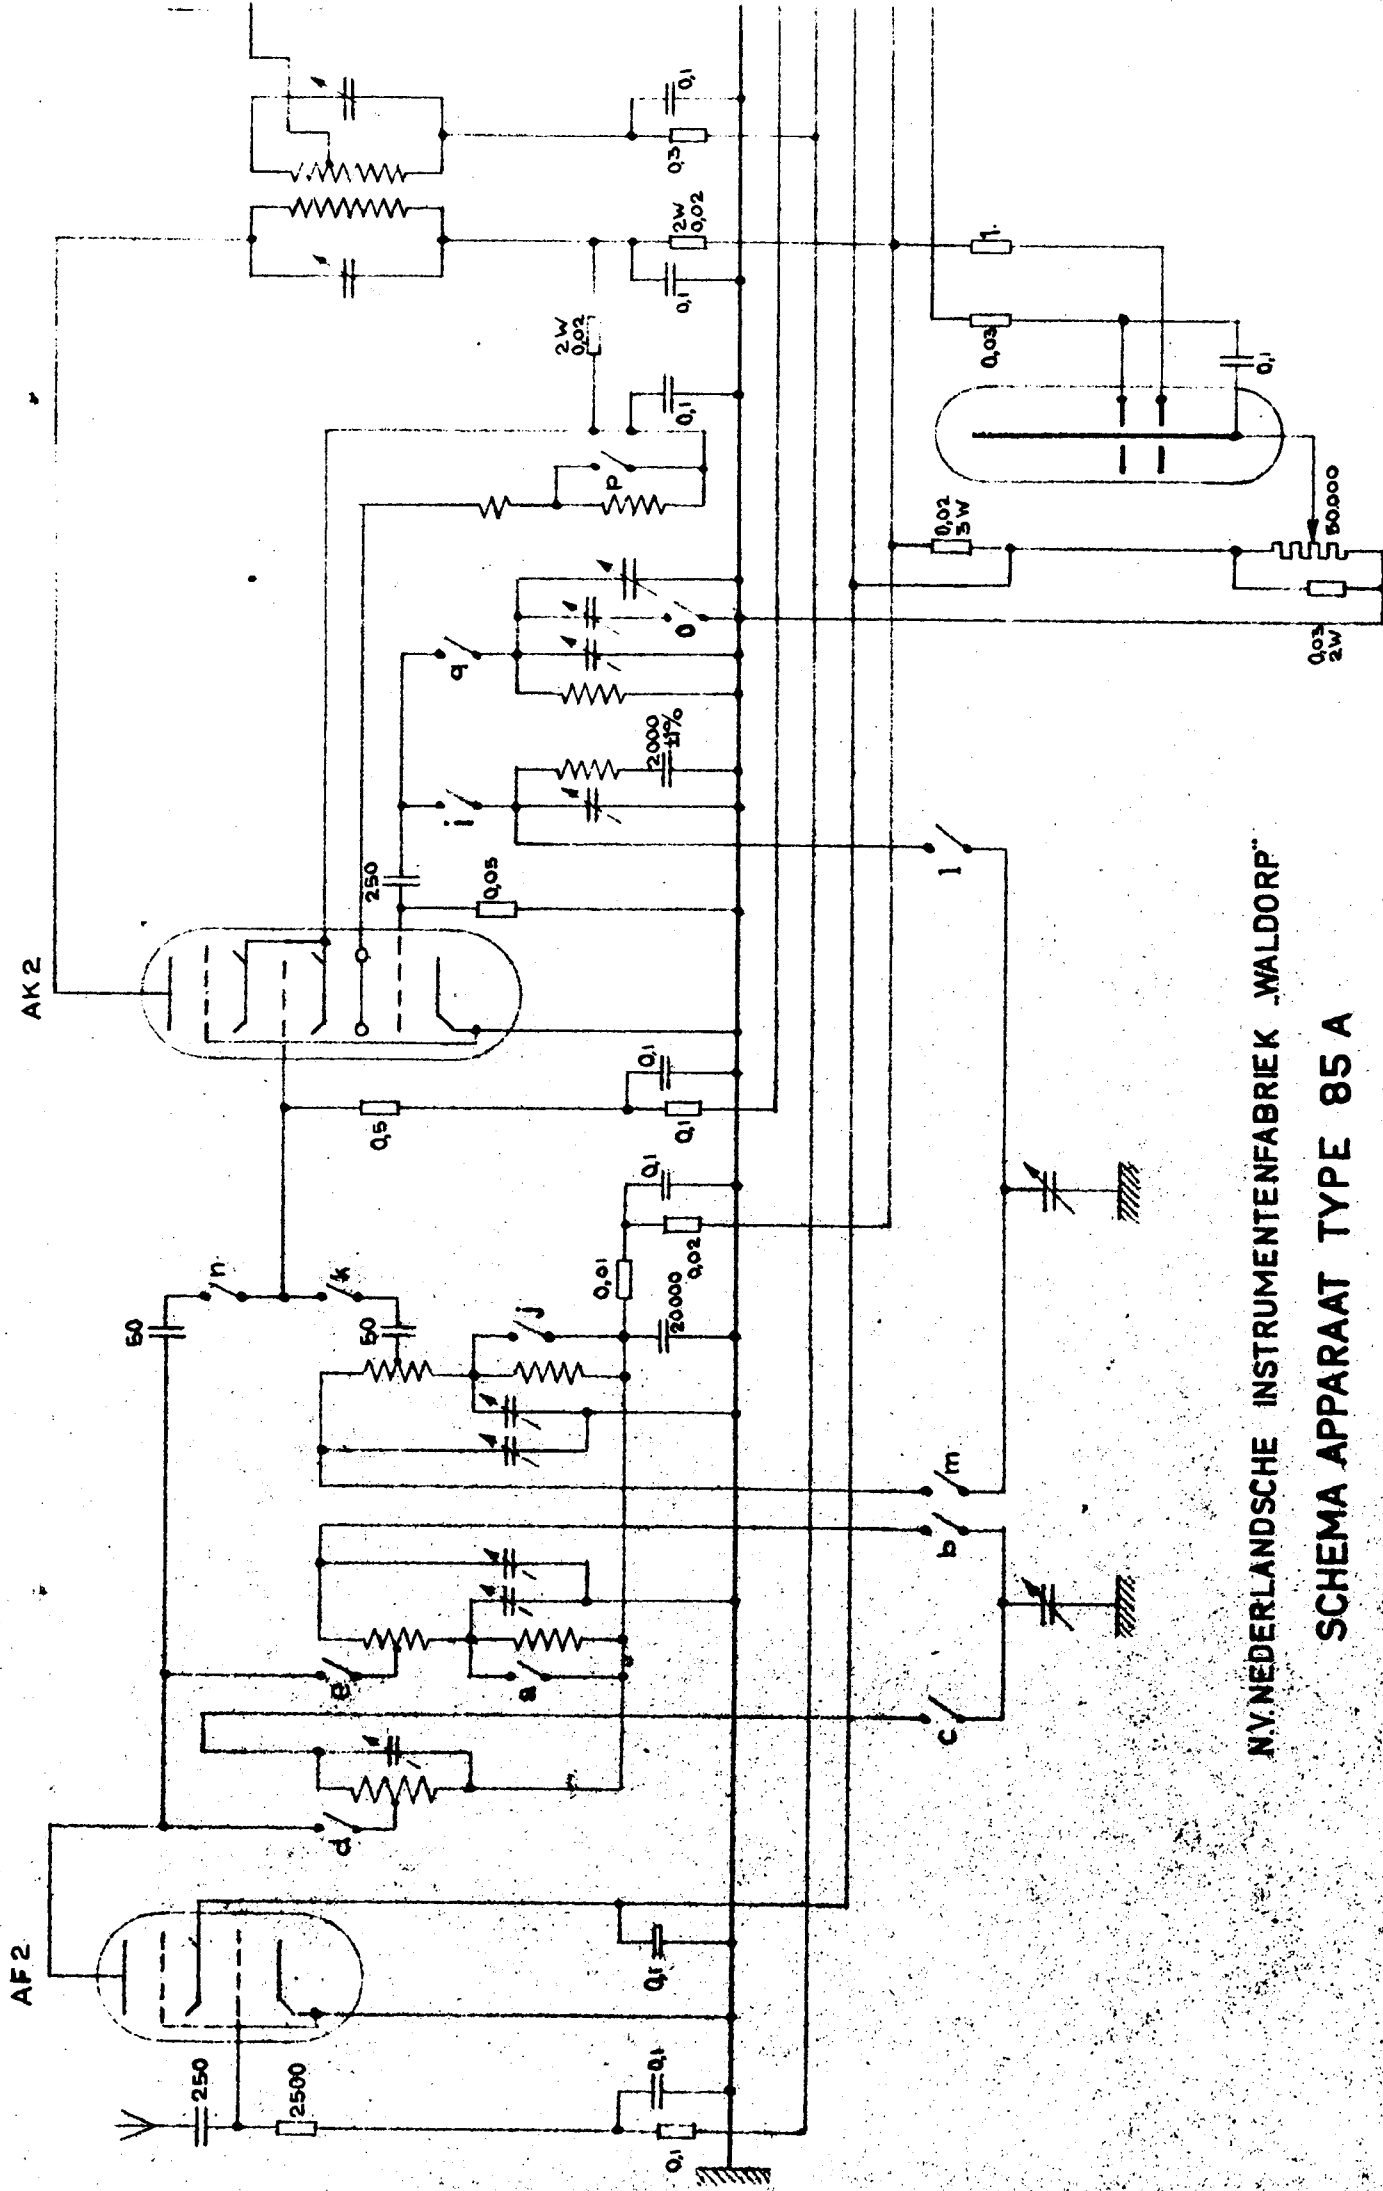 AF2
AK2
250
2500
0,1
0,1
0,1
d
e
a
c
b
m
50
50
n
k
j
20000
0,01
0,02
0,1
0,5
0,1
0,1
250
0,05
i
2000
±1%
l
q
o
p
0,1
2W
0,02
0,1
2W
0,02
0,3
0,1
0,02
3W
0,03
2W
50.000
0,03
1.
0,1
N.V. NEDERLANDSCHE INSTRUMENTENFABRIEK „WALDORP”
SCHEMA APPARAAT TYPE 85 A